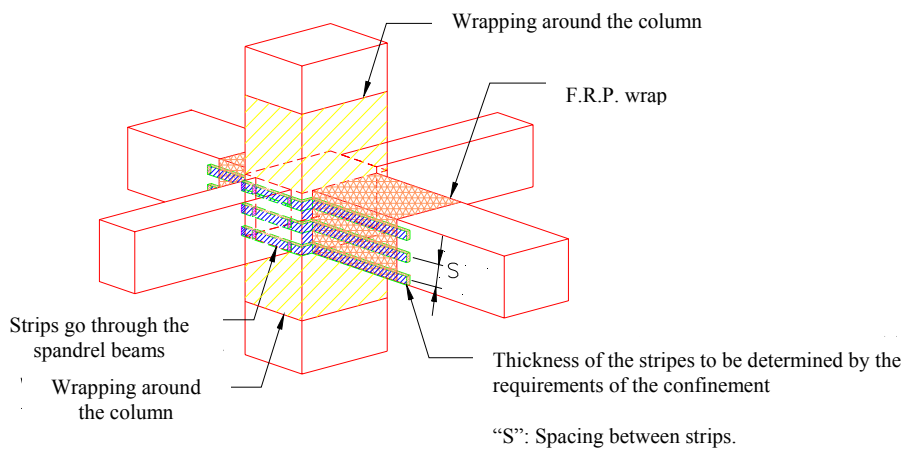 Wrapping around the column
F.R.P. wrap
S
Strips go through the
spandrel beams
Wrapping around
the column
Thickness of the stripes to be determined by the
requirements of the confinement
“S”: Spacing between strips.